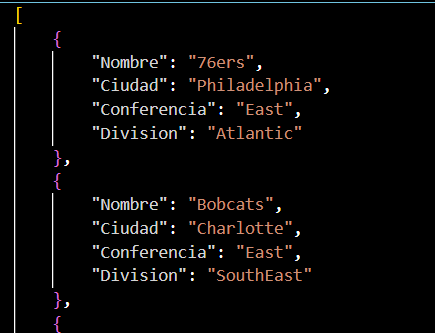 [
{
"Nombre": "76ers",
"Ciudad": "Philadelphia",
"Conferencia": "East",
"Division": "Atlantic"
},
{
"Nombre": "Bobcats",
"Ciudad": "Charlotte",
"Conferencia": "East",
"Division": "SouthEast"
},
{